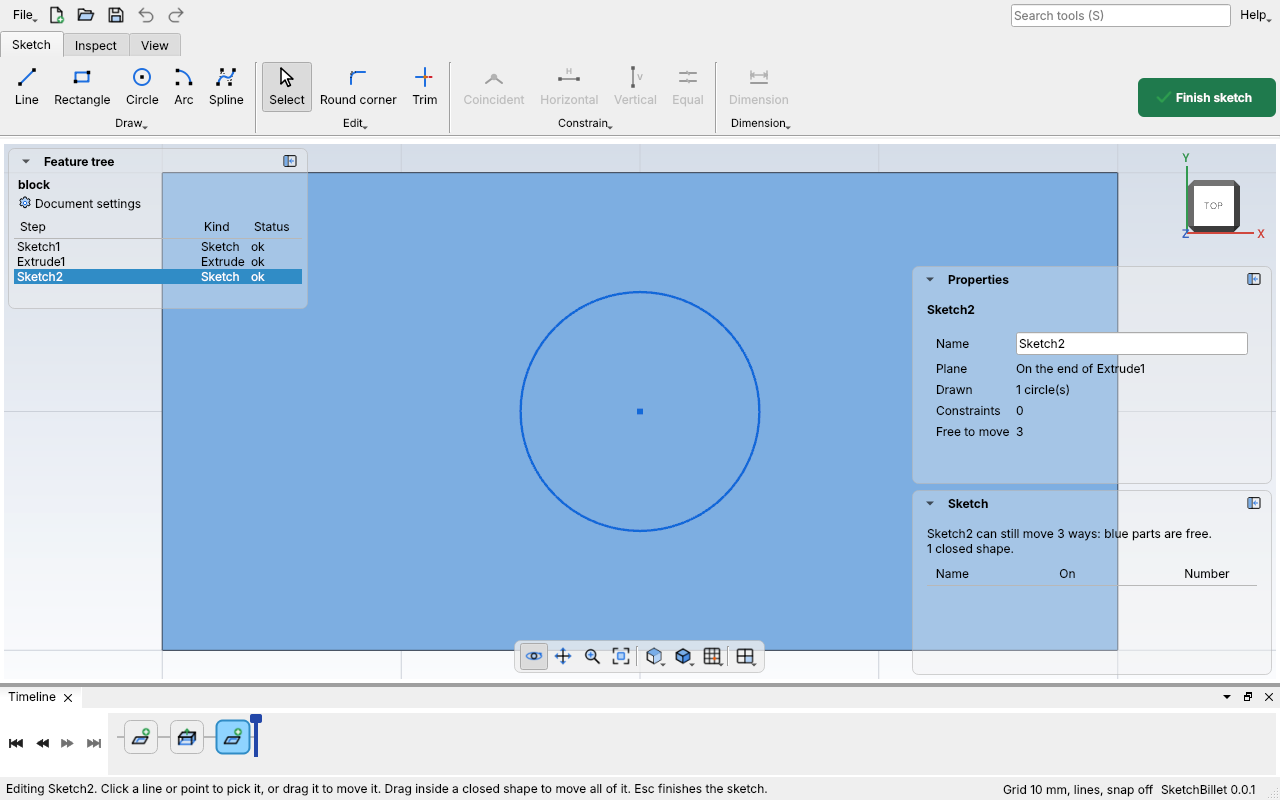 File
Search tools (S)
Help
Sketch
Inspect
View
Line
Rectangle
Circle
Arc
Spline
Select
Round corner
Trim
Coincident
H
Horizontal
V
Vertical
Equal
Dimension
Finish sketch
Draw
Edit
Constrain
Dimension
Feature tree
block
Document settings
Step Kind Status
Sketch1 Sketch ok
Extrude1 Extrude ok
Sketch2 Sketch ok
Y
TOP
Z
X
Properties
Sketch2
Name Sketch2
Plane On the end of Extrude1
Drawn 1 circle(s)
Constraints 0
Free to move 3
Sketch
Sketch2 can still move 3 ways: blue parts are free.
1 closed shape.
Name On Number
Timeline
Editing Sketch2. Click a line or point to pick it, or drag it to move it. Drag inside a closed shape to move all of it. Esc finishes the sketch.
Grid 10 mm, lines, snap off SketchBillet 0.0.1